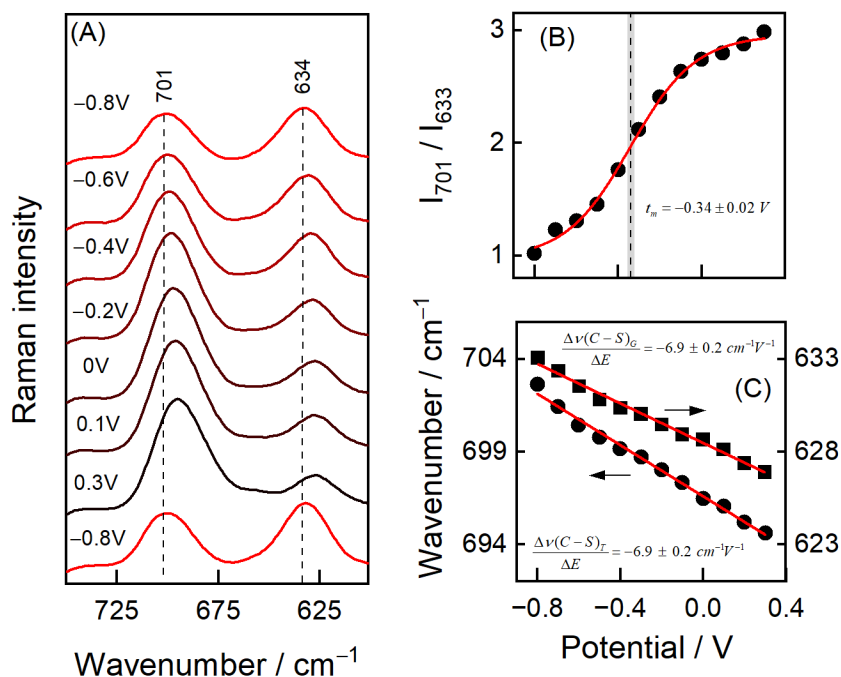 (A)
701
634
−0.8V
−0.6V
−0.4V
−0.2V
0V
0.1V
0.3V
−0.8V
Raman intensity
725 675 625
Wavenumber / cm⁻¹
(B)
3
2
1
I₇₀₁ / I₆₃₃
tₘ = −0.34 ± 0.02 V
(C)
Δν(C−S)_G / ΔE = −6.9 ± 0.2 cm⁻¹V⁻¹
704 633
699 628
694 623
Wavenumber / cm⁻¹
Δν(C−S)_T / ΔE = −6.9 ± 0.2 cm⁻¹V⁻¹
−0.8 −0.4 0.0 0.4
Potential / V